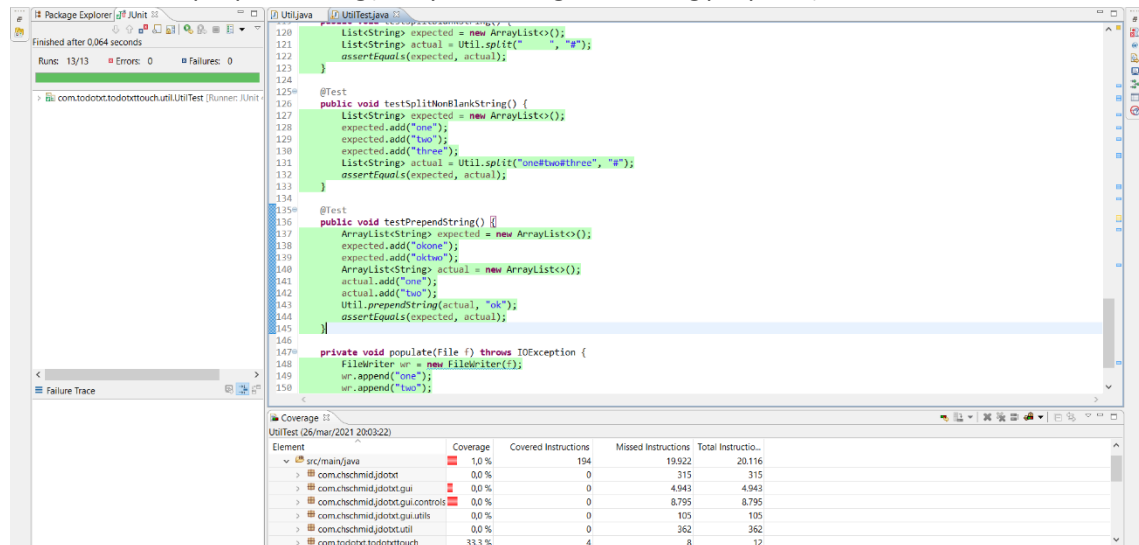 Package Explorer JUnit
Finished after 0,064 seconds
Runs: 13/13 Errors: 0 Failures: 0
com.todotxt.todotxttouch.util.UtilTest (Runner: JUnit
Failure Trace
Util.java UtilTest.java
120 List<String> expected = new ArrayList<>();
121 List<String> actual = Util.split("     ", "#");
122 assertEquals(expected, actual);
123 }
124
125 @Test
126 public void testSplitNonBlankString() {
127 List<String> expected = new ArrayList<>();
128 expected.add("one");
129 expected.add("two");
130 expected.add("three");
131 List<String> actual = Util.split("one#two#three", "#");
132 assertEquals(expected, actual);
133 }
134
135 @Test
136 public void testPrependString() {
137 ArrayList<String> expected = new ArrayList<>();
138 expected.add("okone");
139 expected.add("oktwo");
140 ArrayList<String> actual = new ArrayList<>();
141 actual.add("one");
142 actual.add("two");
143 Util.prependString(actual, "ok");
144 assertEquals(expected, actual);
145 }
146
147 private void populate(File f) throws IOException {
148 FileWriter wr = new FileWriter(f);
149 wr.append("one");
150 wr.append("two");
Coverage
UtilTest (26/mar/2021 20:03:22)
Element Coverage Covered Instructions Missed Instructions Total Instructio...
src/main/java 1,0 % 194 19.922 20.116
com.chschmid.jdotxt 0,0 % 0 315 315
com.chschmid.jdotxt.gui 0,0 % 0 4.943 4.943
com.chschmid.jdotxt.gui.controls 0,0 % 0 8.795 8.795
com.chschmid.jdotxt.gui.utils 0,0 % 0 105 105
com.chschmid.jdotxt.util 0,0 % 0 362 362
com.todotxt.todotxttouch 33,3 % 4 8 12